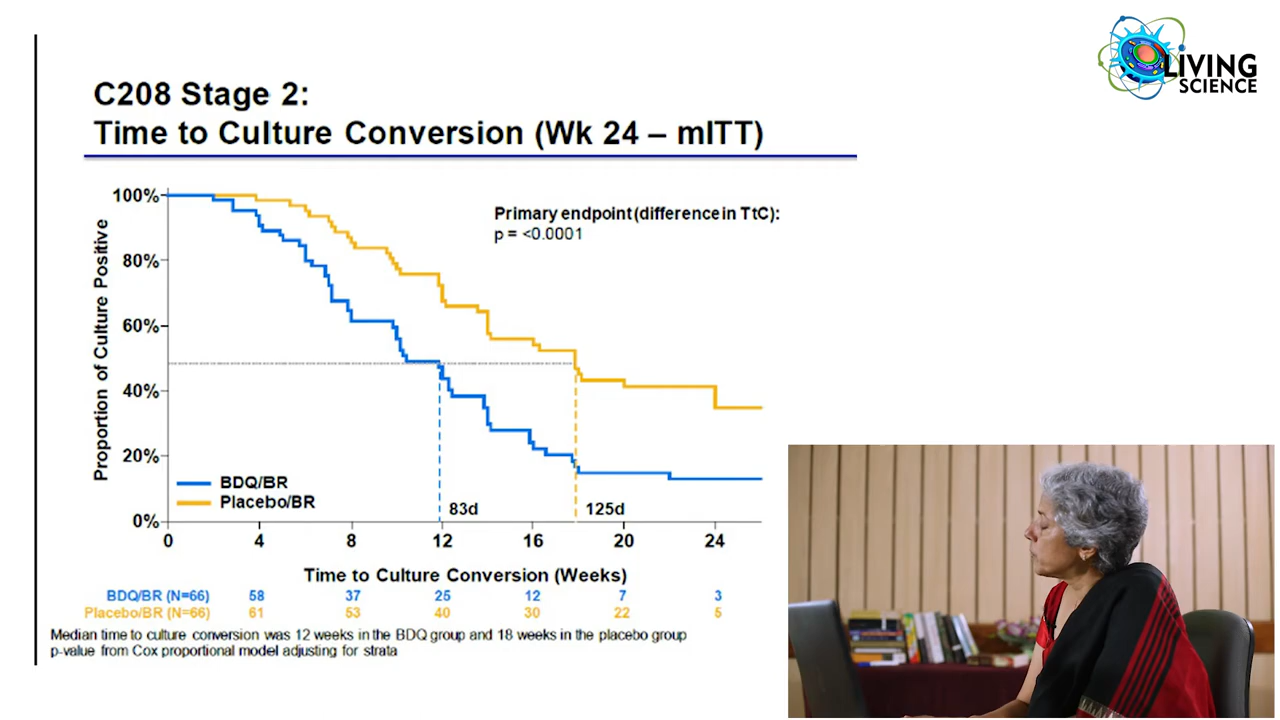 LIVING
SCIENCE
C208 Stage 2:
Time to Culture Conversion (Wk 24 – mITT)
Primary endpoint (difference in TtC):
p = <0.0001
Proportion of Culture Positive
100%
80%
60%
40%
20%
0%
BDQ/BR
Placebo/BR
83d
125d
0 4 8 12 16 20 24
Time to Culture Conversion (Weeks)
BDQ/BR (N=66) 58 37 25 12 7 3
Placebo/BR (N=66) 61 53 40 30 22 5
Median time to culture conversion was 12 weeks in the BDQ group and 18 weeks in the placebo group
p-value from Cox proportional model adjusting for strata